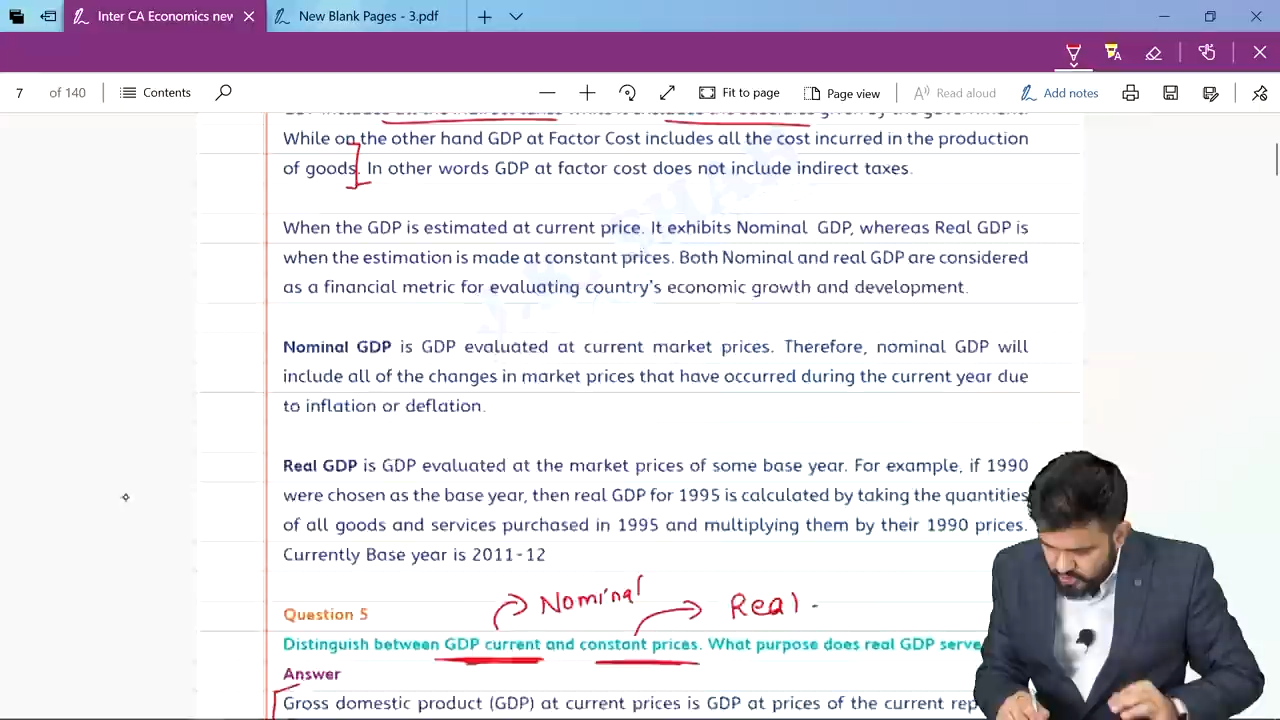 Inter CA Economics new
New Blank Pages - 3.pdf
7 of 140
Contents
Fit to page
Page view
Read aloud
Add notes
While on the other hand GDP at Factor Cost includes all the cost incurred in the production
of goods. In other words GDP at factor cost does not include indirect taxes.
When the GDP is estimated at current price. It exhibits Nominal GDP, whereas Real GDP is
when the estimation is made at constant prices. Both Nominal and real GDP are considered
as a financial metric for evaluating country's economic growth and development.
Nominal GDP is GDP evaluated at current market prices. Therefore, nominal GDP will
include all of the changes in market prices that have occurred during the current year due
to inflation or deflation.
Real GDP is GDP evaluated at the market prices of some base year. For example, if 1990
were chosen as the base year, then real GDP for 1995 is calculated by taking the quantities
of all goods and services purchased in 1995 and multiplying them by their 1990 prices.
Currently Base year is 2011-12
Nominal
Real
Question 5
Distinguish between GDP current and constant prices. What purpose does real GDP serve
Answer
Gross domestic product (GDP) at current prices is GDP at prices of the current